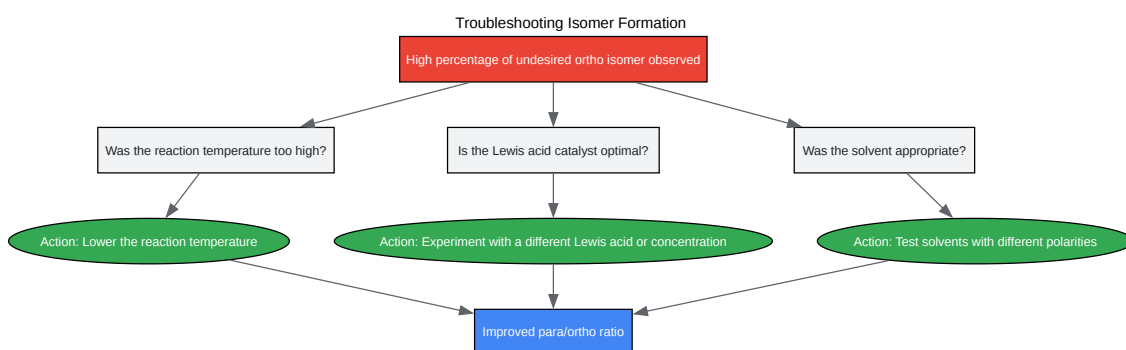 Troubleshooting Isomer Formation
High percentage of undesired ortho isomer observed
Was the reaction temperature too high?
Is the Lewis acid catalyst optimal?
Was the solvent appropriate?
Action: Lower the reaction temperature
Action: Experiment with a different Lewis acid or concentration
Action: Test solvents with different polarities
Improved para/ortho ratio